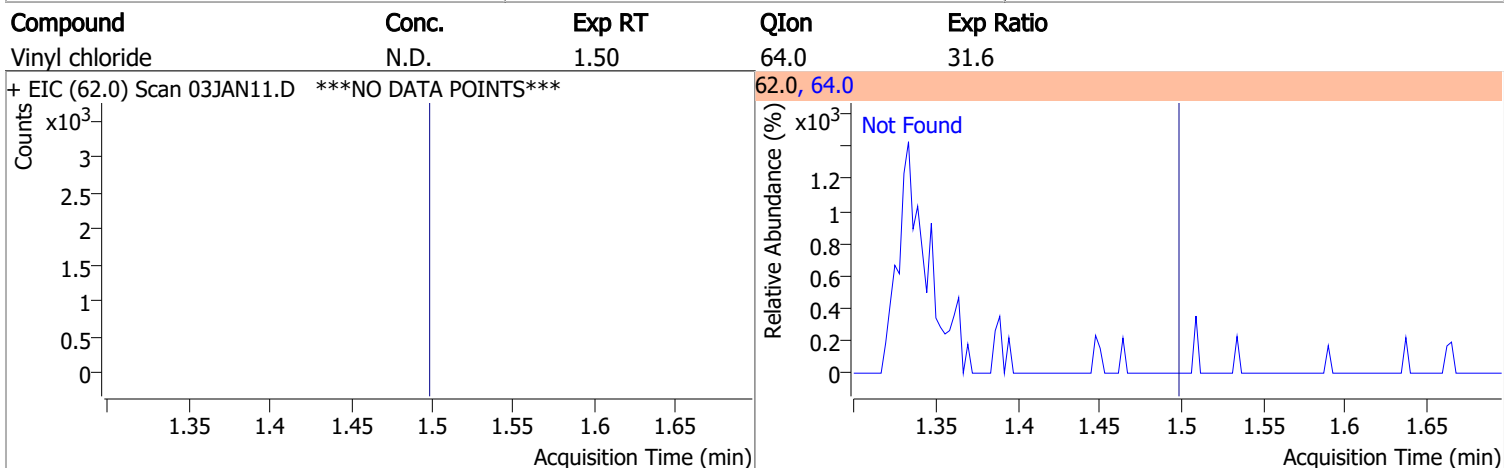 Compound Conc. Exp RT QIon Exp Ratio
Vinyl chloride N.D. 1.50 64.0 31.6
+ EIC (62.0) Scan 03JAN11.D ***NO DATA POINTS***
Counts
x10³
3
2.5
2
1.5
1
0.5
0
1.35 1.4 1.45 1.5 1.55 1.6 1.65
Acquisition Time (min)
62.0, 64.0
Relative Abundance (%)
x10³
Not Found
1.2
1
0.8
0.6
0.4
0.2
0
1.35 1.4 1.45 1.5 1.55 1.6 1.65
Acquisition Time (min)